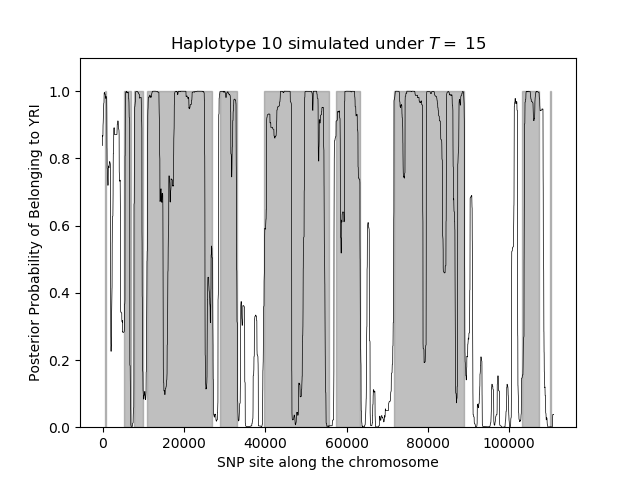 Haplotype 10 simulated under T = 15
1.0
0.8
0.6
0.4
0.2
0.0
Posterior Probability of Belonging to YRI
0 20000 40000 60000 80000 100000
SNP site along the chromosome